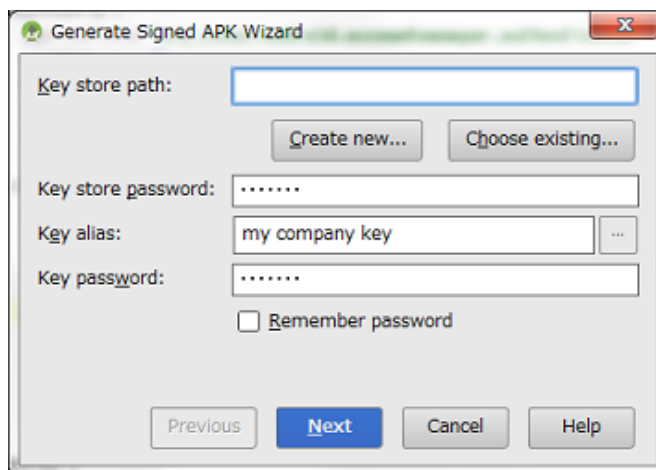 Generate Signed APK Wizard
Key store path:
Create new... Choose existing...
Key store password: •••••••
Key alias: my company key ...
Key password: •••••••
Remember password
Previous Next Cancel Help